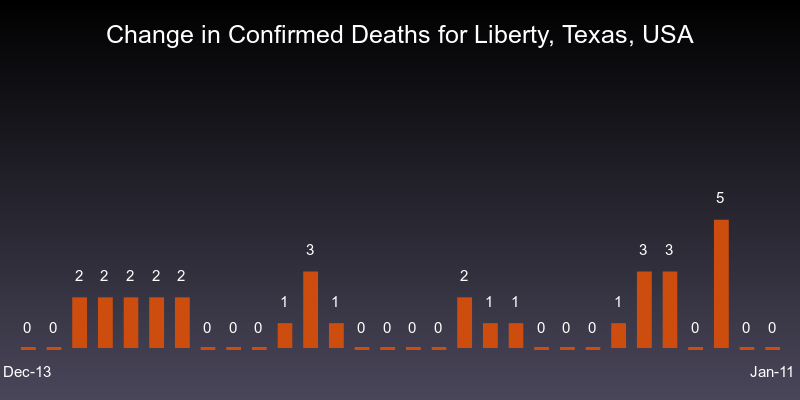 Change in Confirmed Deaths for Liberty, Texas, USA
5
3 3 3
2 2 2 2 2 2
1 1 1 1 1
0 0 0 0 0 0 0 0 0 0 0 0 0 0 0
Dec-13 Jan-11